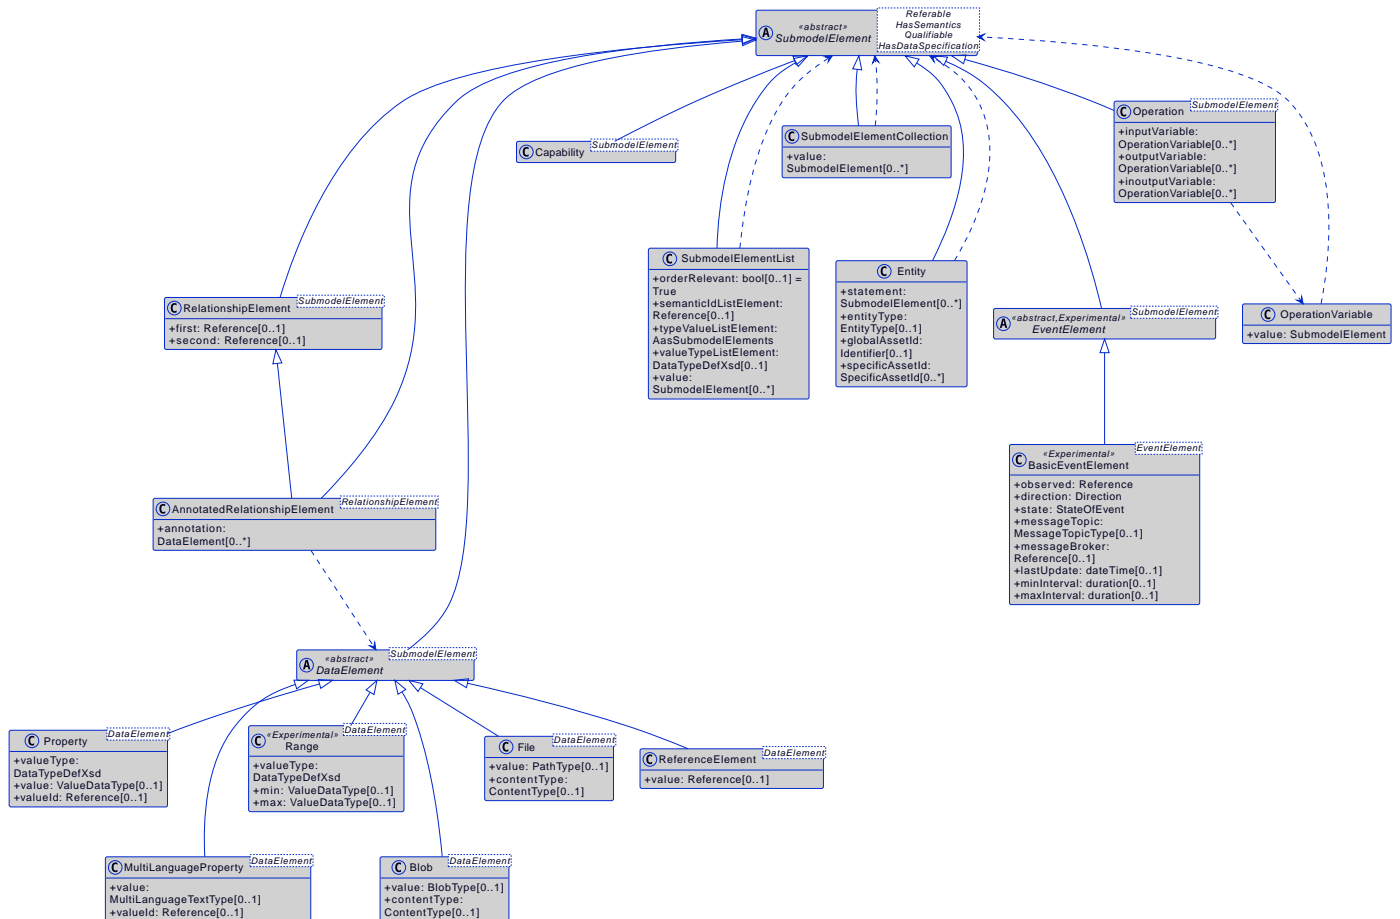 «abstract»
A
SubmodelElement
Referable
HasSemantics
Qualifiable
HasDataSpecification
C Operation
SubmodelElement
+inputVariable:
OperationVariable[0..*]
+outputVariable:
OperationVariable[0..*]
+inoutputVariable:
OperationVariable[0..*]
C Capability
SubmodelElement
C SubmodelElementCollection
+value:
SubmodelElement[0..*]
C SubmodelElementList
+orderRelevant: bool[0..1] =
True
+semanticIdListElement:
Reference[0..1]
+typeValueListElement:
AasSubmodelElements
+valueTypeListElement:
DataTypeDefXsd[0..1]
+value:
SubmodelElement[0..*]
C Entity
+statement:
SubmodelElement[0..*]
+entityType:
EntityType[0..1]
+globalAssetId:
Identifier[0..1]
+specificAssetId:
SpecificAssetId[0..*]
C RelationshipElement
SubmodelElement
+first: Reference[0..1]
+second: Reference[0..1]
A
«abstract,Experimental»
EventElement
SubmodelElement
C OperationVariable
+value: SubmodelElement
C
«Experimental»
BasicEventElement
EventElement
+observed: Reference
+direction: Direction
+state: StateOfEvent
+messageTopic:
MessageTopicType[0..1]
+messageBroker:
Reference[0..1]
+lastUpdate: dateTime[0..1]
+minInterval: duration[0..1]
+maxInterval: duration[0..1]
C AnnotatedRelationshipElement
RelationshipElement
+annotation:
DataElement[0..*]
A
«abstract»
DataElement
SubmodelElement
C Property
DataElement
+valueType:
DataTypeDefXsd
+value: ValueDataType[0..1]
+valueId: Reference[0..1]
C
«Experimental»
Range
DataElement
+valueType:
DataTypeDefXsd
+min: ValueDataType[0..1]
+max: ValueDataType[0..1]
C File
DataElement
+value: PathType[0..1]
+contentType:
ContentType[0..1]
C ReferenceElement
DataElement
+value: Reference[0..1]
C MultiLanguageProperty
DataElement
+value:
MultiLanguageTextType[0..1]
+valueId: Reference[0..1]
C Blob
DataElement
+value: BlobType[0..1]
+contentType:
ContentType[0..1]